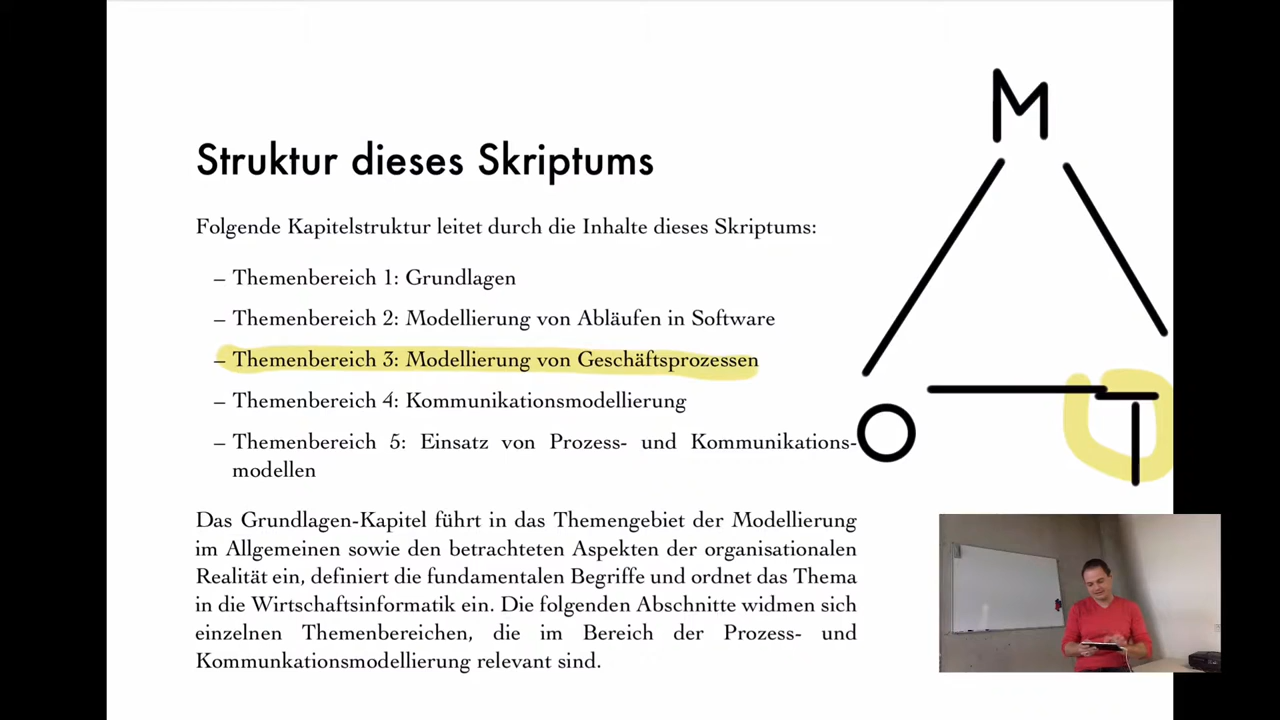 M
Struktur dieses Skriptums
Folgende Kapitelstruktur leitet durch die Inhalte dieses Skriptums:
– Themenbereich 1: Grundlagen
– Themenbereich 2: Modellierung von Abläufen in Software
– Themenbereich 3: Modellierung von Geschäftsprozessen
– Themenbereich 4: Kommunikationsmodellierung
– Themenbereich 5: Einsatz von Prozess- und Kommunikations-
modellen
O
T
Das Grundlagen-Kapitel führt in das Themengebiet der Modellierung
im Allgemeinen sowie den betrachteten Aspekten der organisationalen
Realität ein, definiert die fundamentalen Begriffe und ordnet das Thema
in die Wirtschaftsinformatik ein. Die folgenden Abschnitte widmen sich
einzelnen Themenbereichen, die im Bereich der Prozess- und
Kommunkationsmodellierung relevant sind.